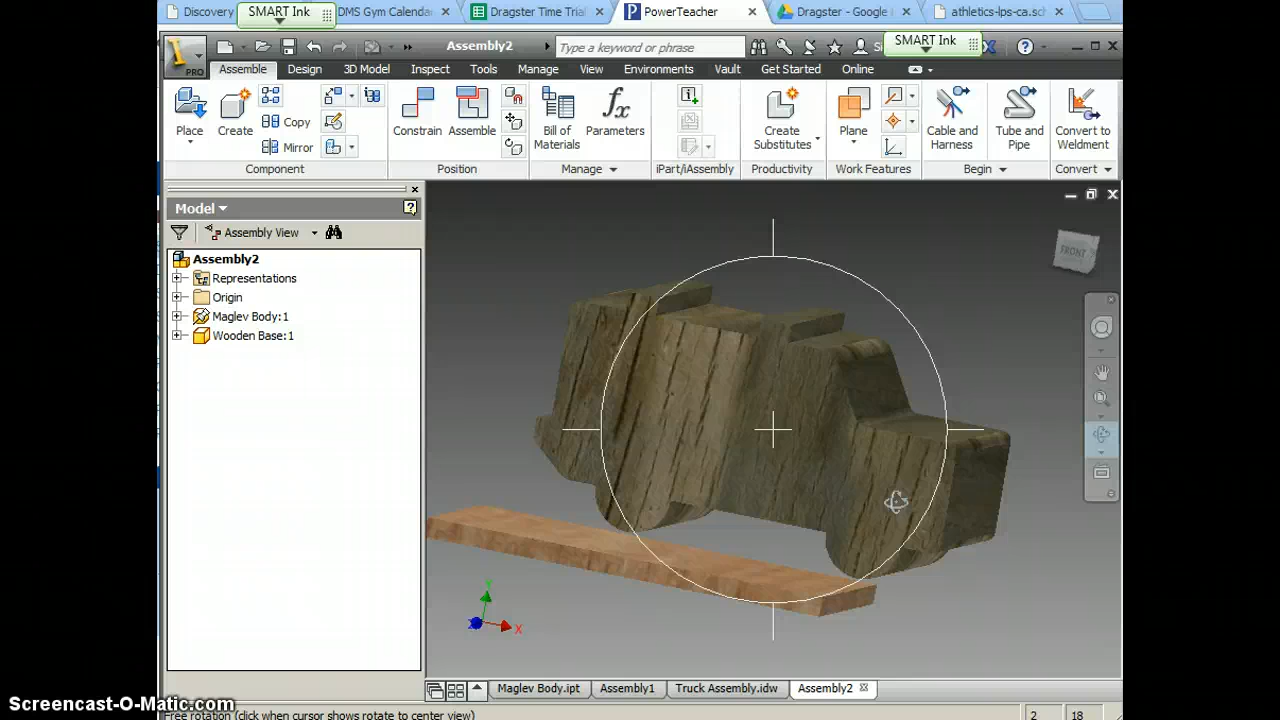 Discovery
SMART Ink
DMS Gym Calenda
Dragster Time Trial
PowerTeacher
Dragster - Google
athletics-lps-ca.sch
PRO
Assembly2
Type a keyword or phrase
SMART Ink
Assemble Design 3D Model Inspect Tools Manage View Environments Vault Get Started Online
Place
Create
Copy
Mirror
Constrain
Assemble
Bill of Materials
fx
Parameters
Create Substitutes
Plane
Cable and Harness
Tube and Pipe
Convert to Weldment
Component Position Manage iPart/iAssembly Productivity Work Features Begin Convert
Model
Assembly View
Assembly2
Representations
Origin
Maglev Body:1
Wooden Base:1
FRONT
Y
X
Maglev Body.ipt Assembly1 Truck Assembly.idw Assembly2
Screencast-O-Matic.com
Free rotation (click when cursor shows rotate to center view) 2 18